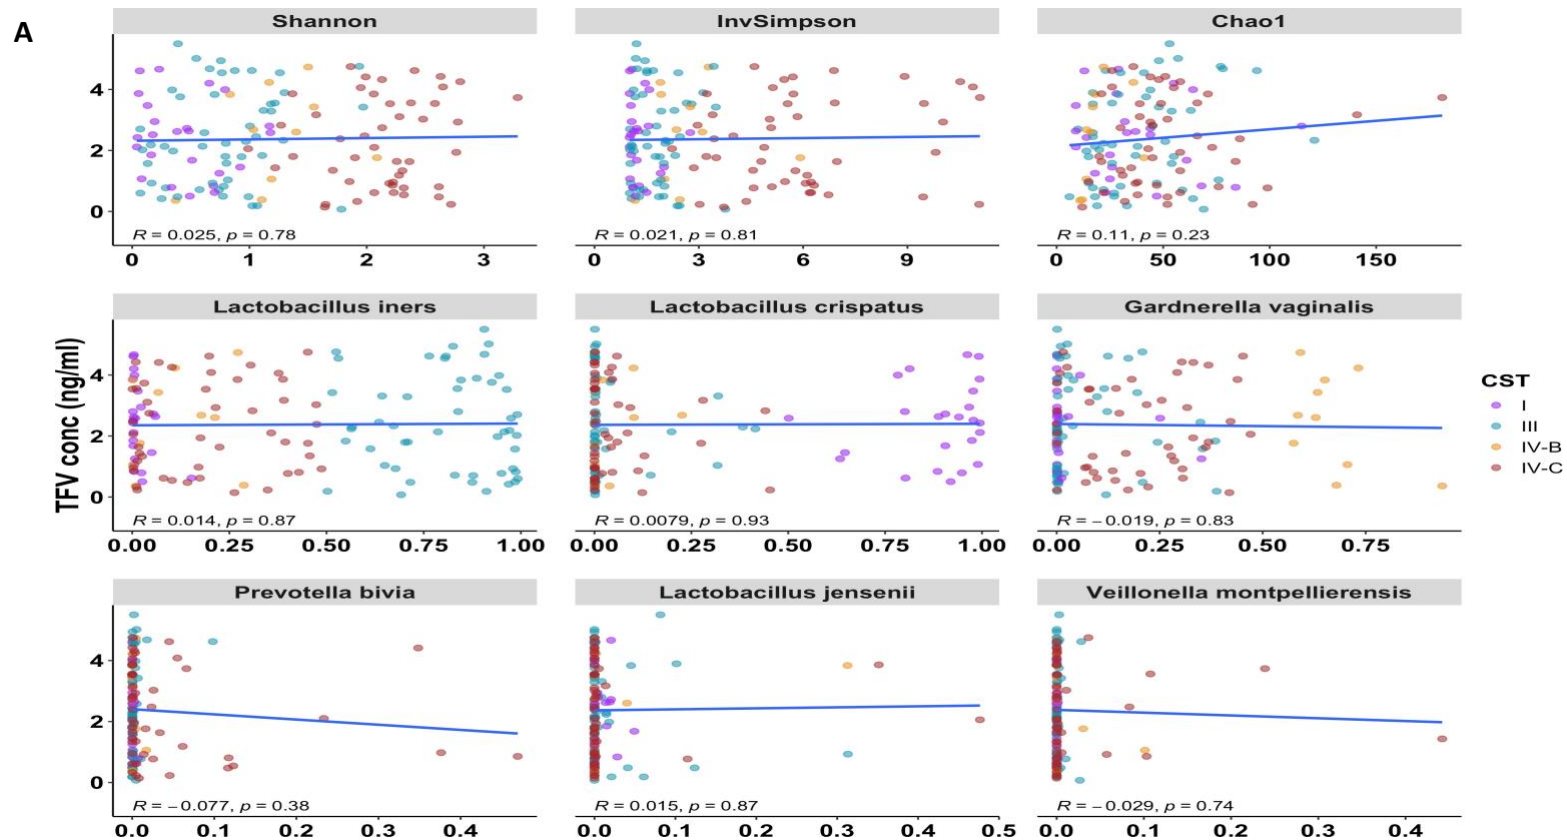 A
Shannon InvSimpson Chao1
4
2
0
R = 0.025, p = 0.78 R = 0.021, p = 0.81 R = 0.11, p = 0.23
0 1 2 3 0 3 6 9 0 50 100 150
Lactobacillus iners Lactobacillus crispatus Gardnerella vaginalis
TFV conc (ng/ml)
4
2
0
R = 0.014, p = 0.87 R = 0.0079, p = 0.93 R = −0.019, p = 0.83
0.00 0.25 0.50 0.75 1.00 0.00 0.25 0.50 0.75 1.00 0.00 0.25 0.50 0.75
CST
I
III
IV-B
IV-C
Prevotella bivia Lactobacillus jensenii Veillonella montpellierensis
4
2
0
R = −0.077, p = 0.38 R = 0.015, p = 0.87 R = −0.029, p = 0.74
0.0 0.1 0.2 0.3 0.4 0.0 0.1 0.2 0.3 0.4 0.5 0.0 0.1 0.2 0.3 0.4